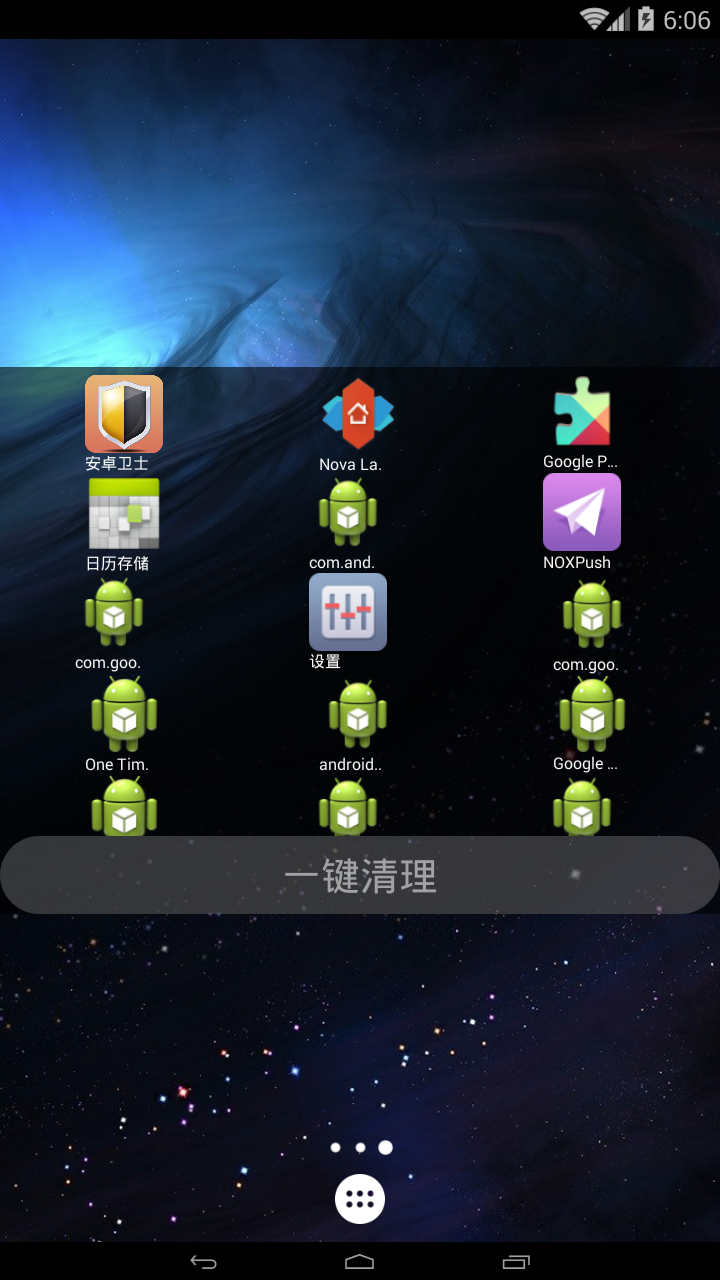 6:06
安卓卫士
Nova La.
Google P...
日历存储
com.and.
NOXPush
com.goo.
设置
com.goo.
One Tim.
android..
Google ...
一键清理